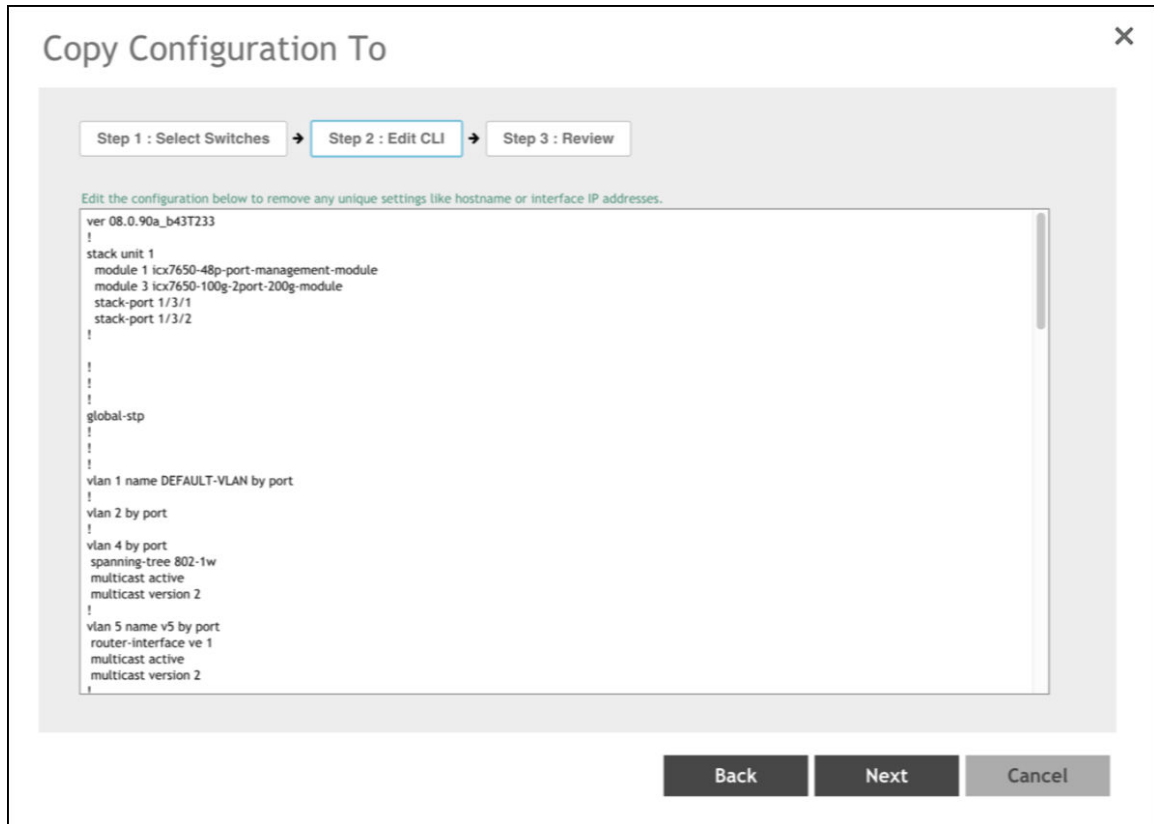 Copy Configuration To
×
Step 1 : Select Switches → Step 2 : Edit CLI → Step 3 : Review
Edit the configuration below to remove any unique settings like hostname or interface IP addresses.
ver 08.0.90a_b43T233
!
stack unit 1
module 1 icx7650-48p-port-management-module
module 3 icx7650-100g-2port-200g-module
stack-port 1/3/1
stack-port 1/3/2
!
!
!
!
global-stp
!
!
!
vlan 1 name DEFAULT-VLAN by port
!
vlan 2 by port
!
vlan 4 by port
spanning-tree 802-1w
multicast active
multicast version 2
!
vlan 5 name v5 by port
router-interface ve 1
multicast active
multicast version 2
!
Back Next Cancel